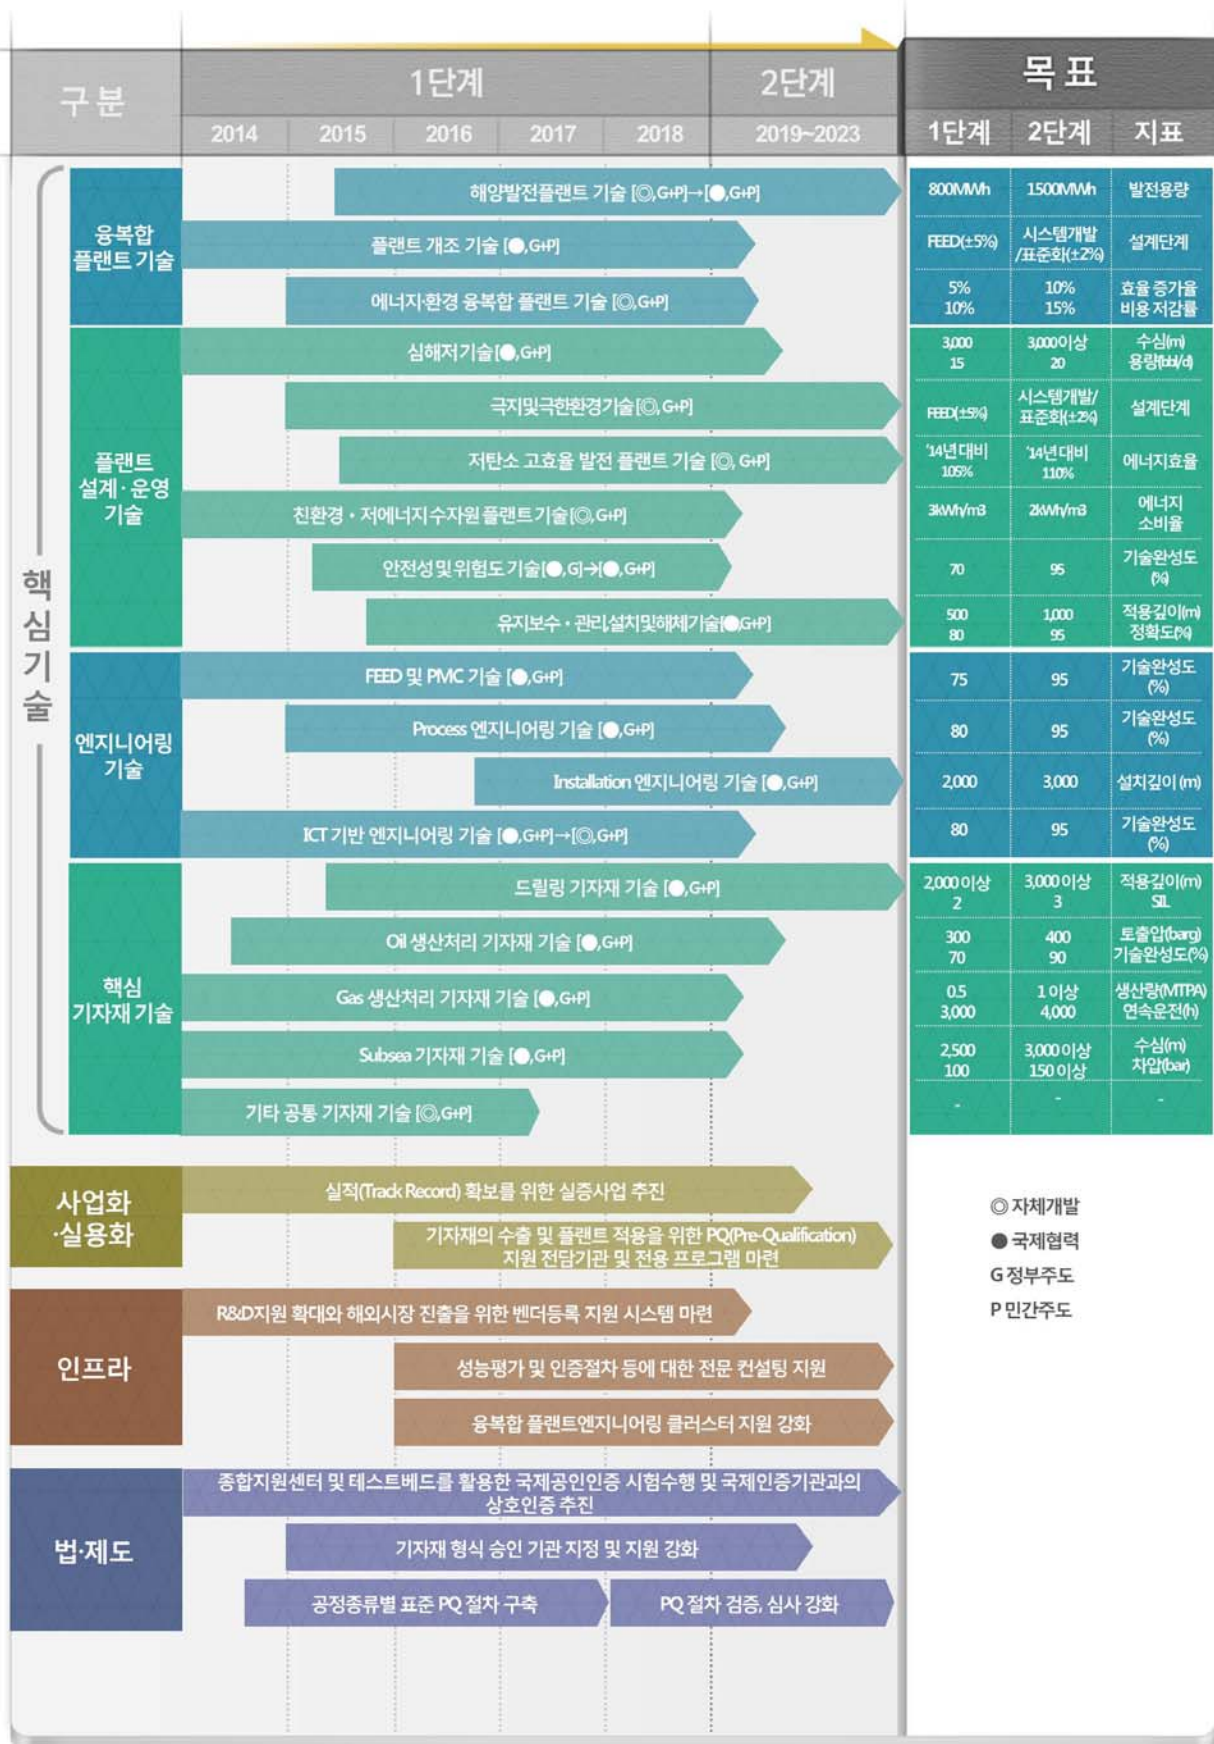 구 분
1단계
2단계
목 표
2014
2015
2016
2017
2018
2019~2023
1단계
2단계
지표
핵심기술
융복합
플랜트 기술
해양발전플랜트 기술 [◎,G+P]→[●,G+P]
800MWh
1500MWh
발전용량
플랜트 개조 기술 [●,G+P]
FEED(±5%)
시스템개발
/표준화(±2%)
설계단계
에너지·환경 융복합 플랜트 기술 [◎,G+P]
5%
10%
10%
15%
효율 증가율
비용 저감률
플랜트
설계·운영
기술
심해저기술[●,G+P]
3,000
15
3,000이상
20
수심(m)
용량(bbl/d)
극지및극한환경기술[◎,G+P]
FEED(±5%)
시스템개발/
표준화(±2%)
설계단계
저탄소 고효율 발전 플랜트 기술 [◎, G+P]
'14년 대비
105%
'14년 대비
110%
에너지효율
친환경·저에너지수자원플랜트기술[◎,G+P]
3kWh/m3
2kWh/m3
에너지
소비율
안전성및위험도기술[●,G]→[●,G+P]
70
95
기술완성도
(%)
유지보수·관리,설치및해체기술[●,G+P]
500
80
1,000
95
적용깊이(m)
정확도(%)
엔지니어링
기술
FEED 및 PMC 기술 [●,G+P]
75
95
기술완성도
(%)
Process 엔지니어링 기술 [●,G+P]
80
95
기술완성도
(%)
Installation 엔지니어링 기술 [●,G+P]
2,000
3,000
설치깊이(m)
ICT 기반 엔지니어링 기술 [●,G+P]→[◎,G+P]
80
95
기술완성도
(%)
핵심
기자재 기술
드릴링 기자재 기술 [●,G+P]
2,000이상
2
3,000이상
3
적용깊이(m)
SIL
Oil 생산처리 기자재 기술 [●,G+P]
300
70
400
90
토출압(barg)
기술완성도(%)
Gas 생산처리 기자재 기술 [●,G+P]
0.5
3,000
1이상
4,000
생산량(MTPA)
연속운전(h)
Subsea 기자재 기술 [●,G+P]
2,500
100
3,000이상
150이상
수심(m)
차압(bar)
기타 공통 기자재 기술 [◎,G+P]
-
-
-
사업화
·실용화
실적(Track Record) 확보를 위한 실증사업 추진
기자재의 수출 및 플랜트 적용을 위한 PQ(Pre-Qualification)
지원 전담기관 및 전용 프로그램 마련
◎ 자체개발
● 국제협력
G 정부주도
P 민간주도
인프라
R&D지원 확대와 해외시장 진출을 위한 벤더등록 지원 시스템 마련
성능평가 및 인증절차 등에 대한 전문 컨설팅 지원
융복합 플랜트엔지니어링 클러스터 지원 강화
법·제도
종합지원센터 및 테스트베드를 활용한 국제공인인증 시험수행 및 국제인증기관과의
상호인증 추진
기자재 형식 승인 기관 지정 및 지원 강화
공정종류별 표준 PQ 절차 구축
PQ 절차 검증, 심사 강화